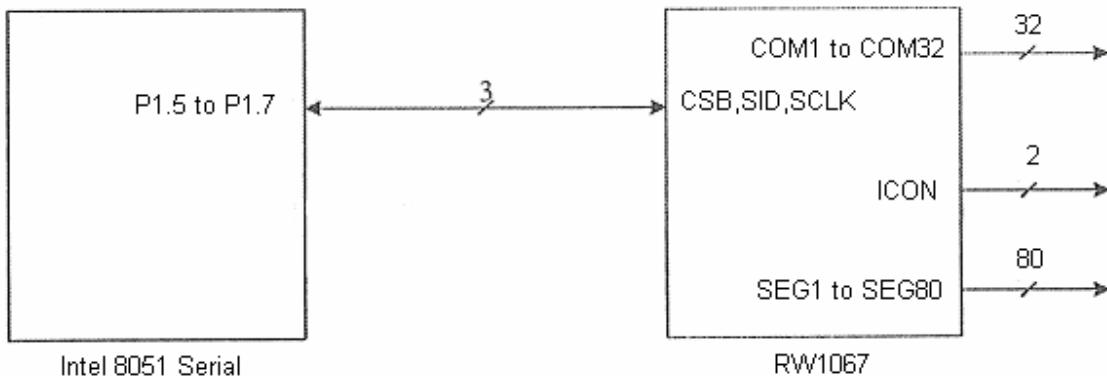 32
COM1 to COM32
P1.5 to P1.7
3
CSB,SID,SCLK
2
ICON
80
SEG1 to SEG80
Intel 8051 Serial
RW1067